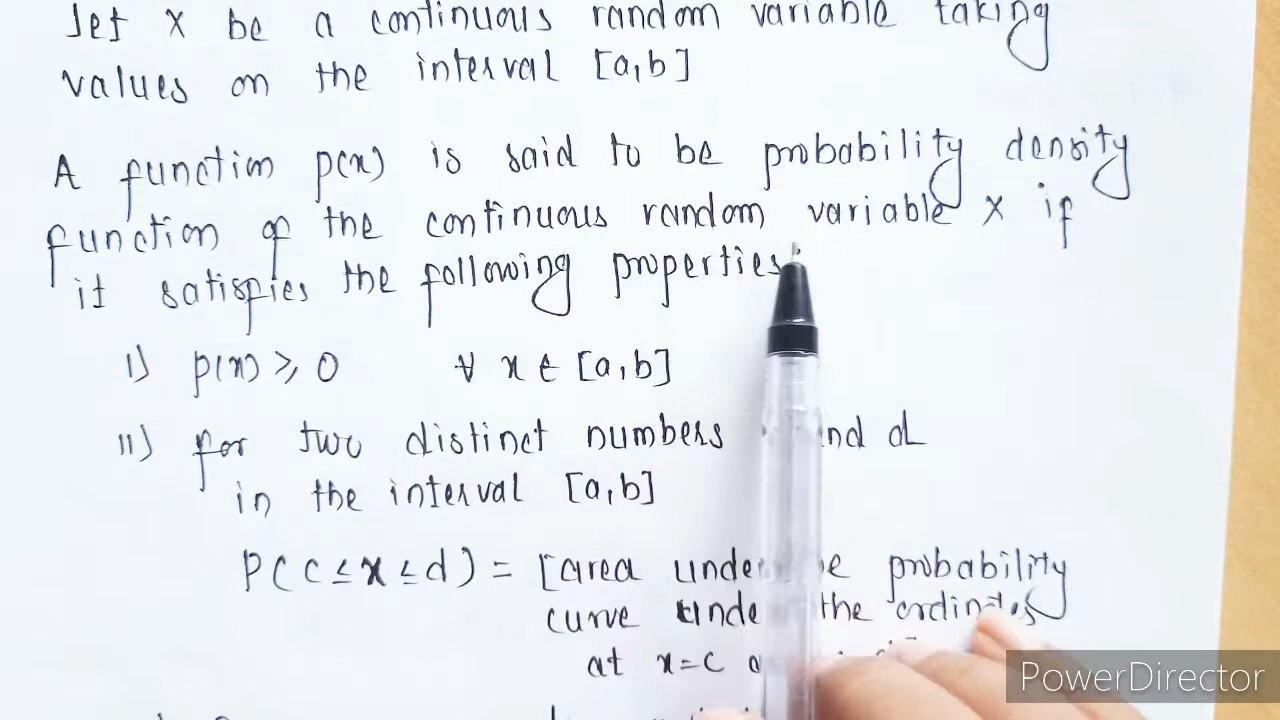 Let x be a continuous random variable taking
values on the interval [a,b]
A function p(x) is said to be probability density
function of the continuous random variable x if
it satisfies the following properties:
i) p(x) ≥ 0 ∀ x ∈ [a,b]
ii) for two distinct numbers and d
in the interval [a,b]
P(c ≤ x ≤ d) = [area under probability
curve under the ordinates
at x=c
PowerDirector